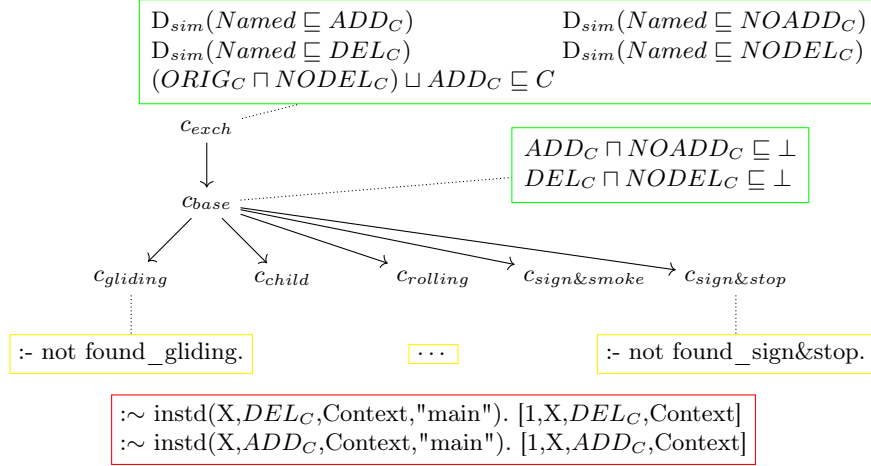 D_sim(Named ⊑ ADD_C) D_sim(Named ⊑ NOADD_C)
D_sim(Named ⊑ DEL_C) D_sim(Named ⊑ NODEL_C)
(ORIG_C ⊓ NODEL_C) ⊔ ADD_C ⊑ C
c_exch
ADD_C ⊓ NOADD_C ⊑ ⊥
DEL_C ⊓ NODEL_C ⊑ ⊥
c_base
c_gliding c_child c_rolling c_sign&smoke c_sign&stop
:- not found_gliding. ⋯ :- not found_sign&stop.
:∼ instd(X,DEL_C,Context,"main"). [1,X,DEL_C,Context]
:∼ instd(X,ADD_C,Context,"main"). [1,X,ADD_C,Context]